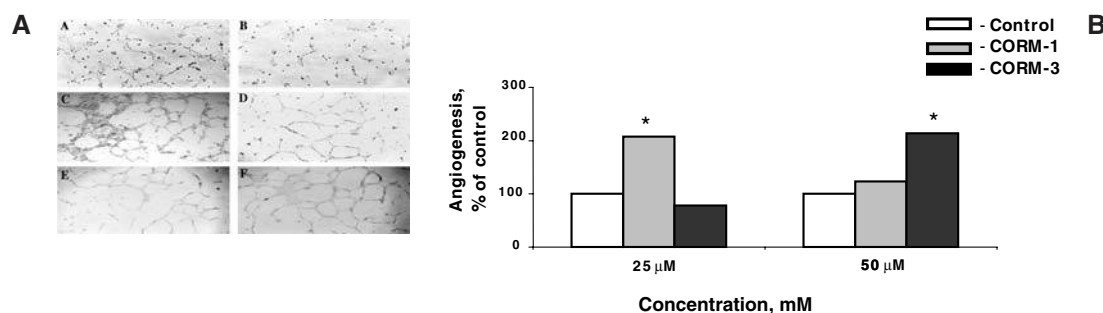 A
A
B
C
D
E
F
- Control
- CORM-1
- CORM-3
B
Angiogenesis,
% of control
300
200
100
0
*
*
25 μM
50 μM
Concentration, mM